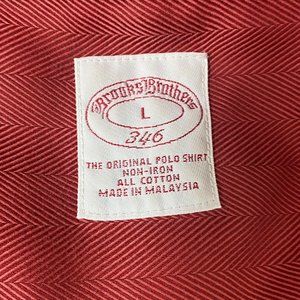 Brooks Brothers
L
346
THE ORIGINAL POLO SHIRT
NON-IRON
ALL COTTON
MADE IN MALAYSIA